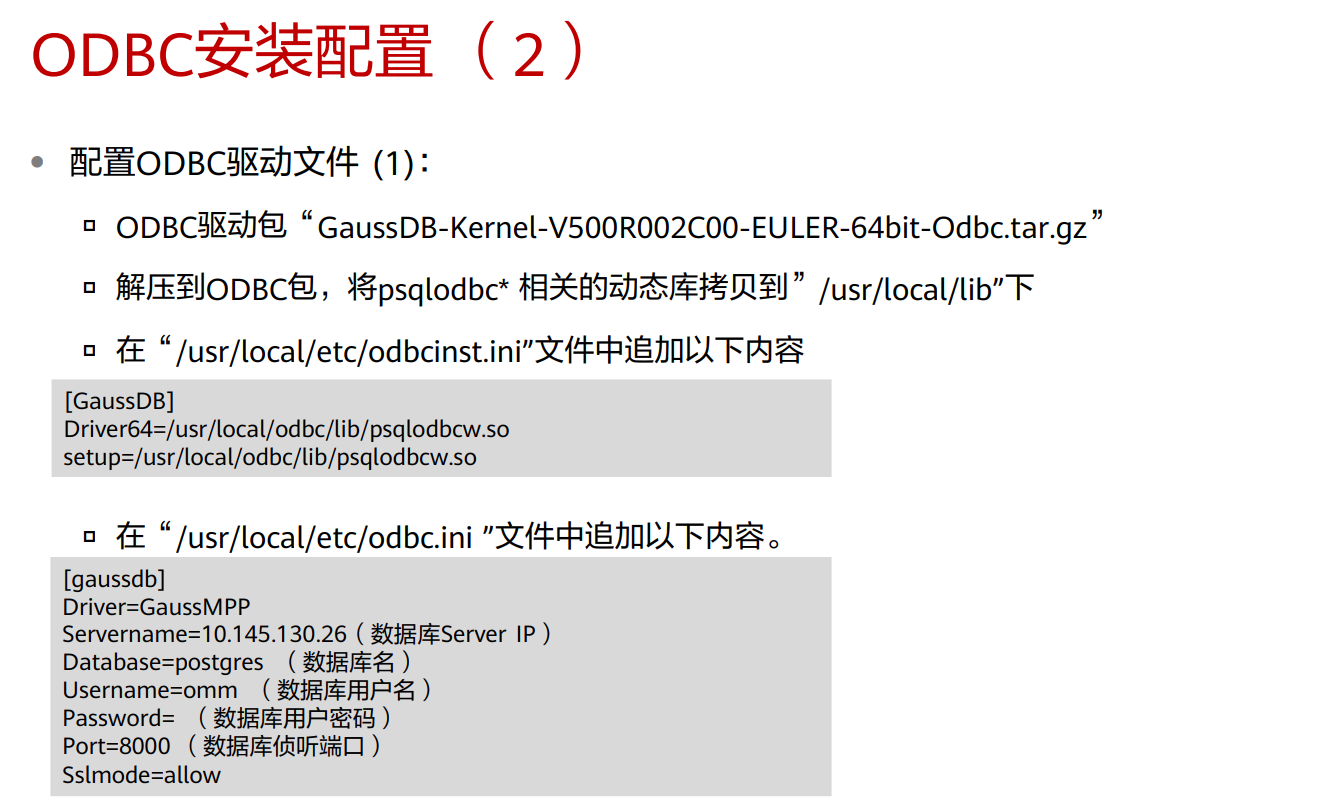 ODBC安装配置（2）
配置ODBC驱动文件 (1)：
ODBC驱动包“GaussDB-Kernel-V500R002C00-EULER-64bit-Odbc.tar.gz”
解压到ODBC包，将psqlodbc* 相关的动态库拷贝到” /usr/local/lib”下
在“/usr/local/etc/odbcinst.ini”文件中追加以下内容
[GaussDB]
Driver64=/usr/local/odbc/lib/psqlodbcw.so
setup=/usr/local/odbc/lib/psqlodbcw.so
在“/usr/local/etc/odbc.ini ”文件中追加以下内容。
[gaussdb]
Driver=GaussMPP
Servername=10.145.130.26（数据库Server IP）
Database=postgres （数据库名）
Username=omm （数据库用户名）
Password= （数据库用户密码）
Port=8000 （数据库侦听端口）
Sslmode=allow